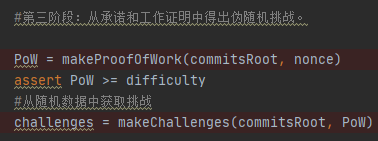 #第三阶段：从承诺和工作证明中得出伪随机挑战。
PoW = makeProofOfWork(commitsRoot, nonce)
assert PoW >= difficulty
#从随机数据中获取挑战
challenges = makeChallenges(commitsRoot, PoW)